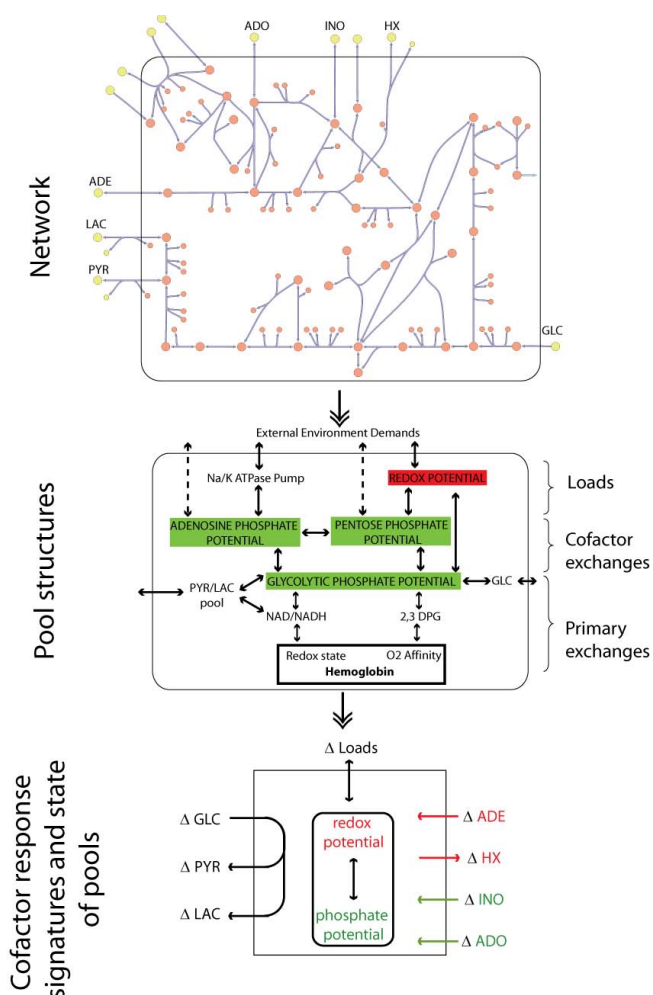 ADO
INO
HX
ADE
LAC
PYR
GLC
Network
External Environment Demands
Na/K ATPase Pump
REDOX POTENTIAL
Loads
ADENOSINE PHOSPHATE
POTENTIAL
PENTOSE PHOSPHATE
POTENTIAL
Cofactor
exchanges
GLYCOLYTIC PHOSPHATE POTENTIAL
GLC
PYR/LAC
pool
NAD/NADH
2,3 DPG
Primary
exchanges
Redox state
O2 Affinity
Hemoglobin
Pool structures
Δ Loads
Δ GLC
Δ PYR
Δ LAC
redox
potential
phosphate
potential
Δ ADE
Δ HX
Δ INO
Δ ADO
Cofactor response
signatures and state
of pools